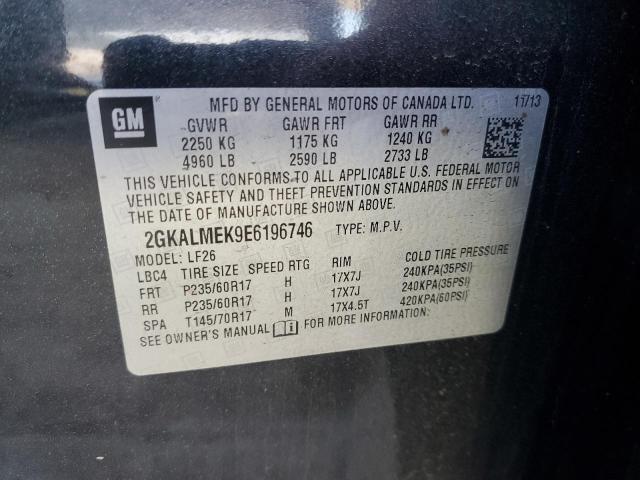 GM
MFD BY GENERAL MOTORS OF CANADA LTD. 11/13
GVWR GAWR FRT GAWR RR
2250 KG 1175 KG 1240 KG
4960 LB 2590 LB 2733 LB
THIS VEHICLE CONFORMS TO ALL APPLICABLE U.S. FEDERAL MOTOR
VEHICLE SAFETY AND THEFT PREVENTION STANDARDS IN EFFECT ON
THE DATE OF MANUFACTURE SHOWN ABOVE.
2GKALMEK9E6196746 TYPE: M.P.V.
MODEL: LF26
LBC4 TIRE SIZE SPEED RTG RIM COLD TIRE PRESSURE
FRT P235/60R17 H 17X7J 240KPA(35PSI)
RR P235/60R17 H 17X7J 240KPA(35PSI)
SPA T145/70R17 M 17X4.5T 420KPA(60PSI)
SEE OWNER'S MANUAL FOR MORE INFORMATION.